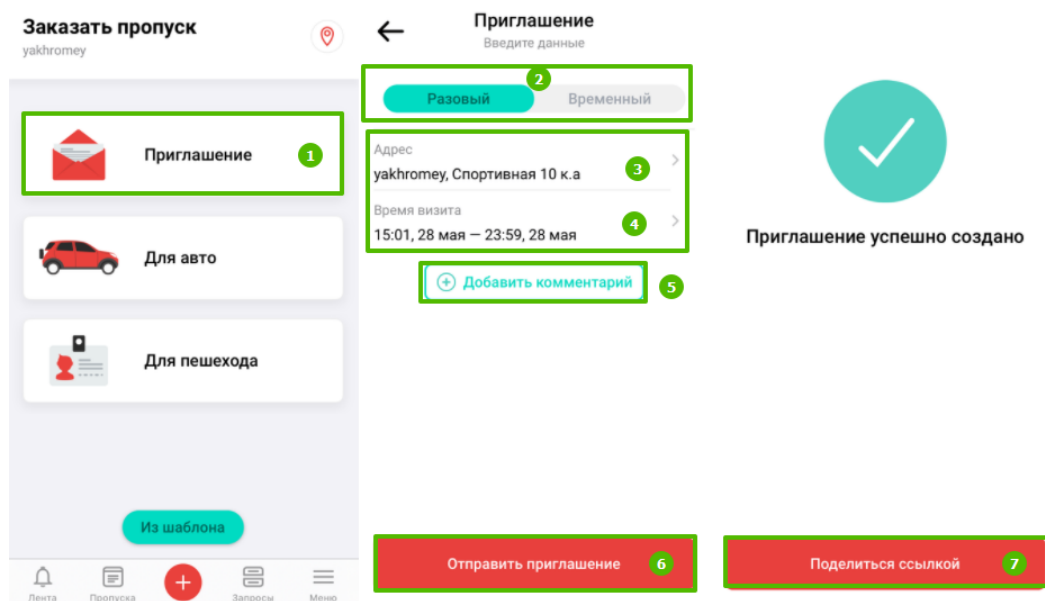 Заказать пропуск
yakhromey
Приглашение
1
Для авто
Для пешехода
Из шаблона
Лента
Пропуска
Запросы
Меню
Приглашение
Введите данные
2
Разовый
Временный
Адрес
yakhromey, Спортивная 10 к.а
3
Время визита
15:01, 28 мая — 23:59, 28 мая
4
Добавить комментарий
5
Отправить приглашение
6
Приглашение успешно создано
Поделиться ссылкой
7